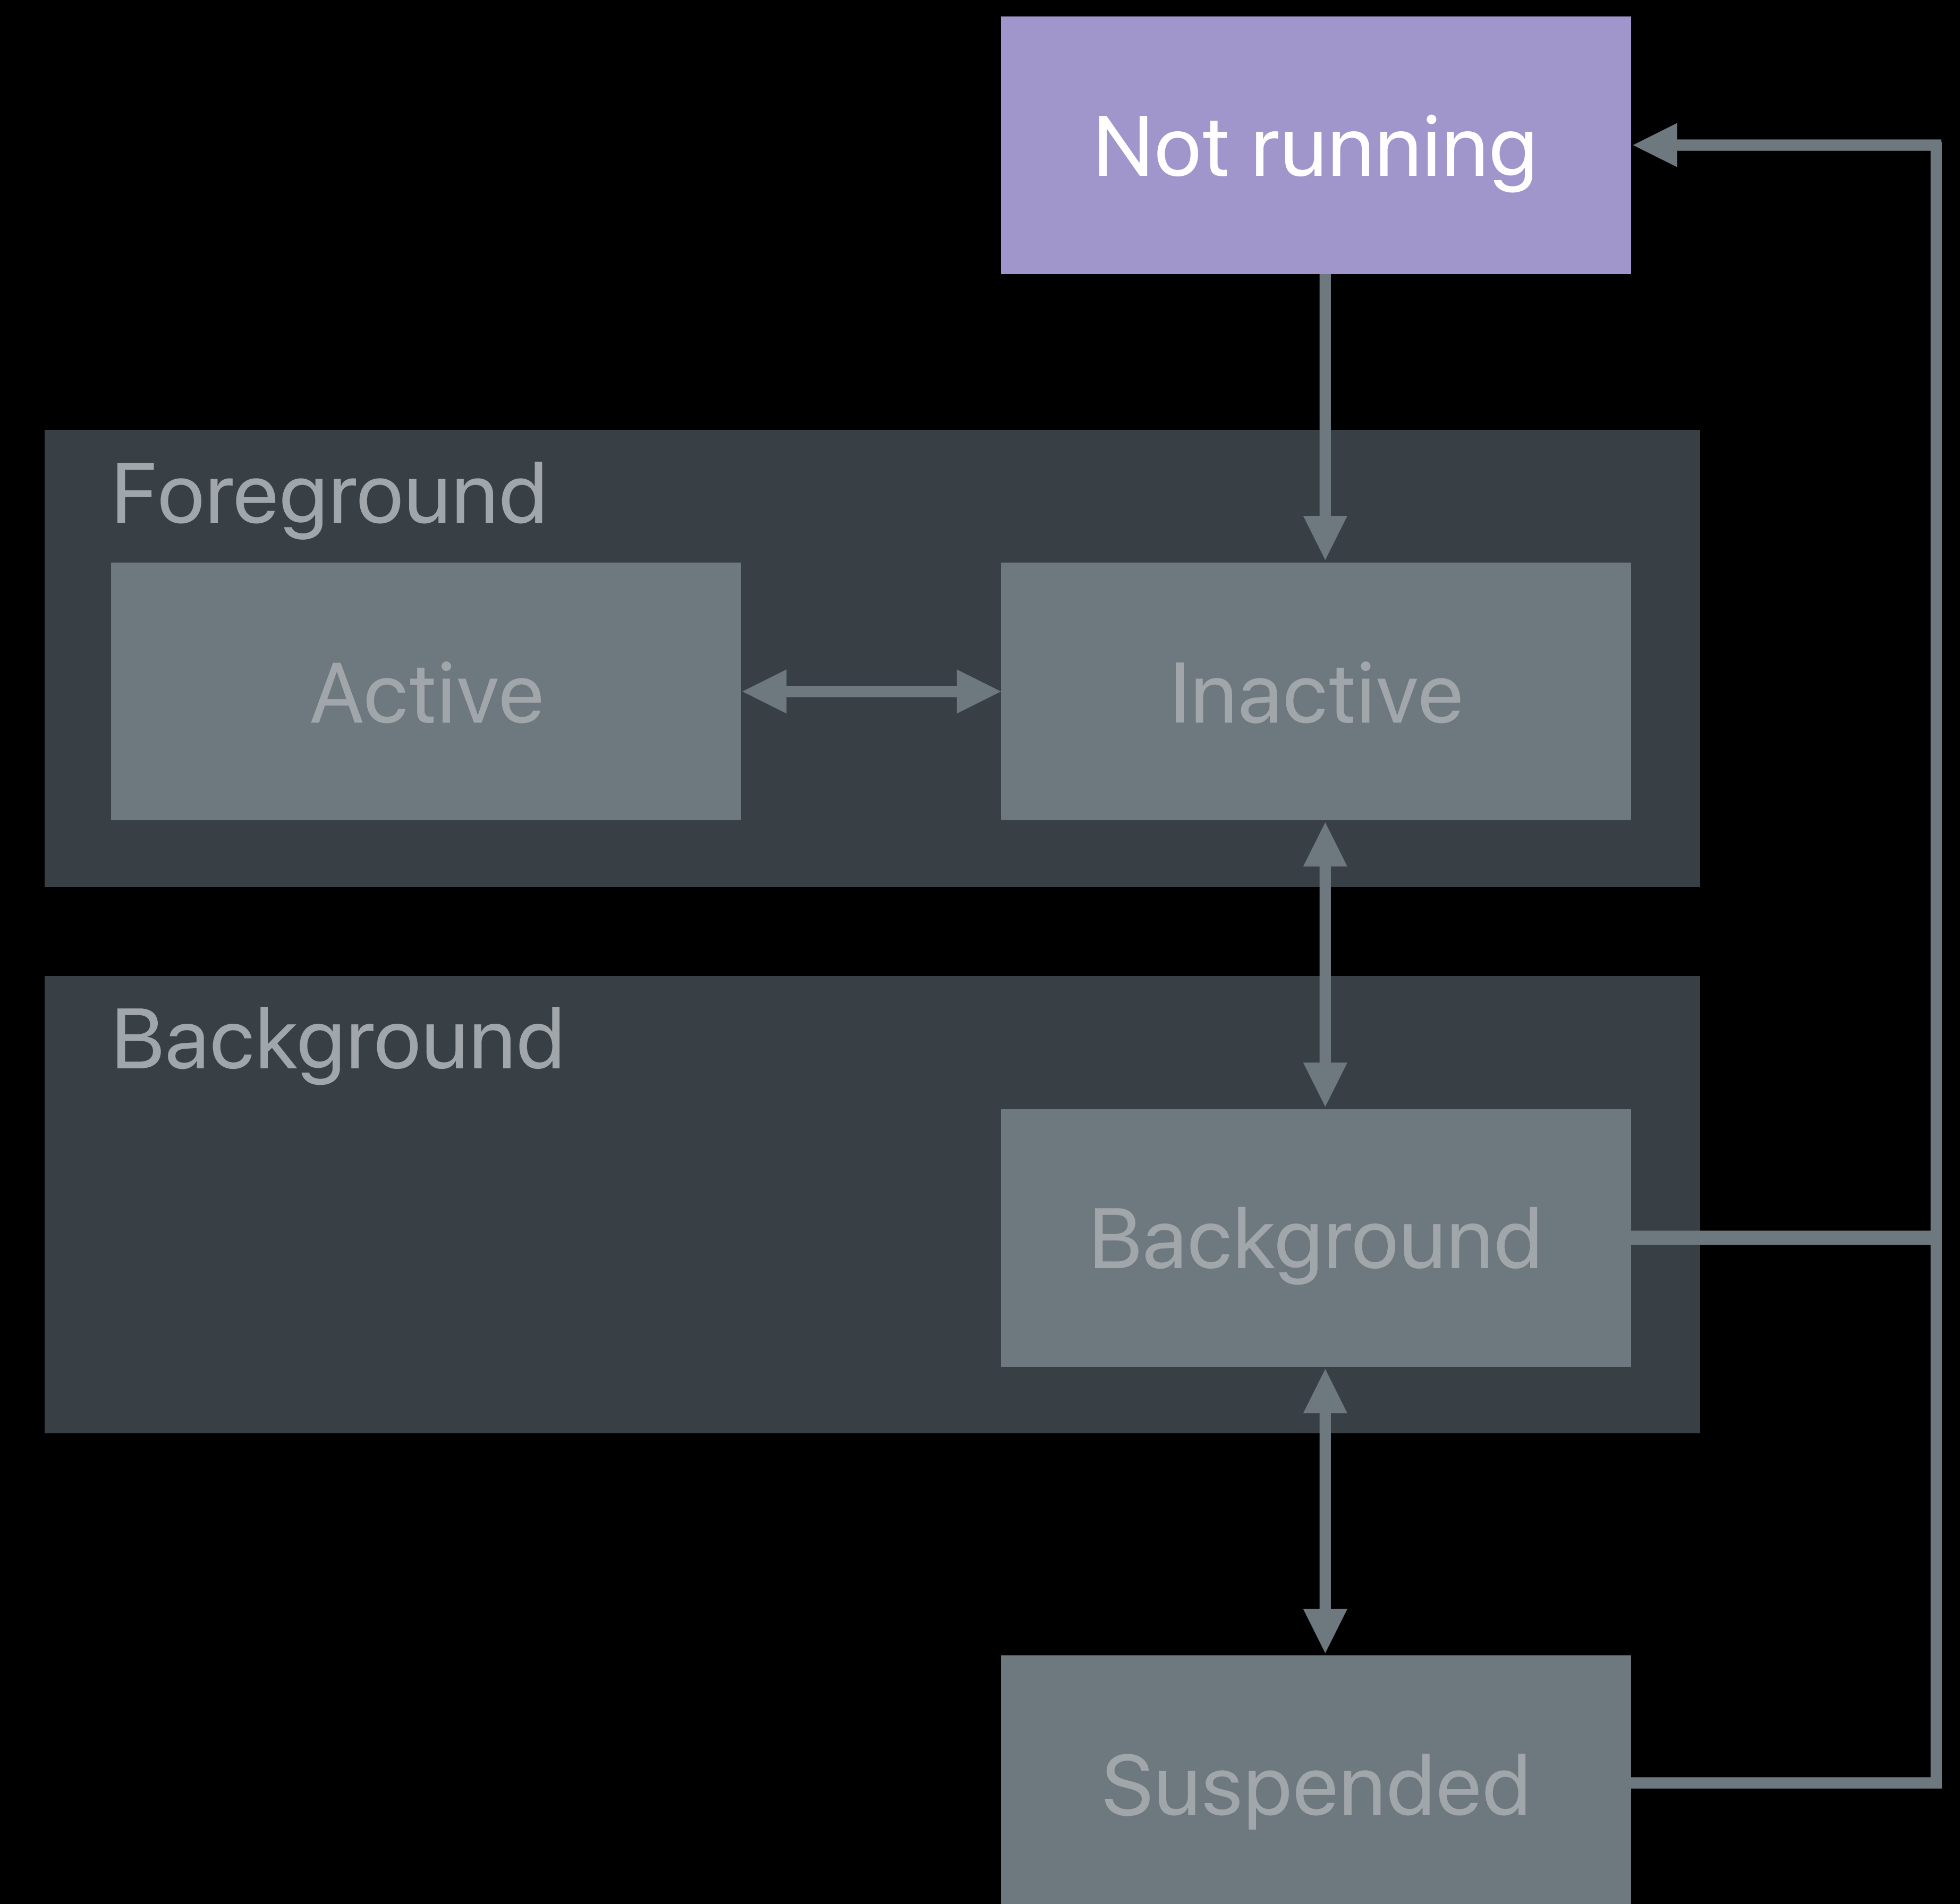 Not running
Foreground
Active
Inactive
Background
Background
Suspended